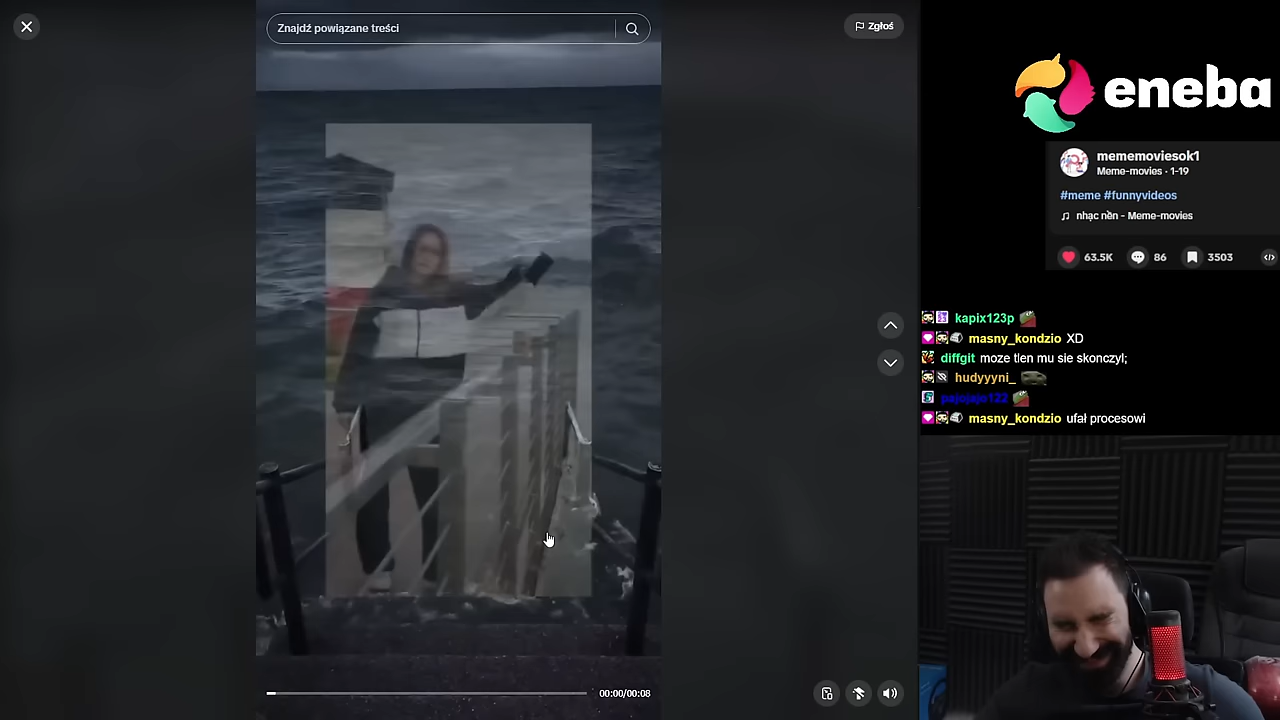 Znajdź powiązane treści
Zgłoś
eneba
mememoviesok1
Meme-movies · 1-19
#meme #funnyvideos
nhạc nền - Meme-movies
63.5K
86
3503
kapix123p
masny_kondzio XD
diffgit moze tlen mu sie skonczyl;
hudyyyni_
pajojajo122
masny_kondzio ufał procesowi
00:00/00:08